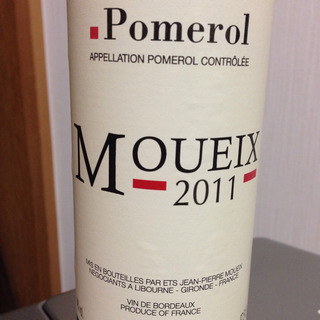 Pomerol
APPELLATION POMEROL CONTRÔLÉE
MOUEIX
2011
MIS EN BOUTEILLES PAR ETS JEAN-PIERRE MOUEIX
NEGOCIANTS A LIBOURNE - GIRONDE - FRANCE
VIN DE BORDEAUX
PRODUCE OF FRANCE